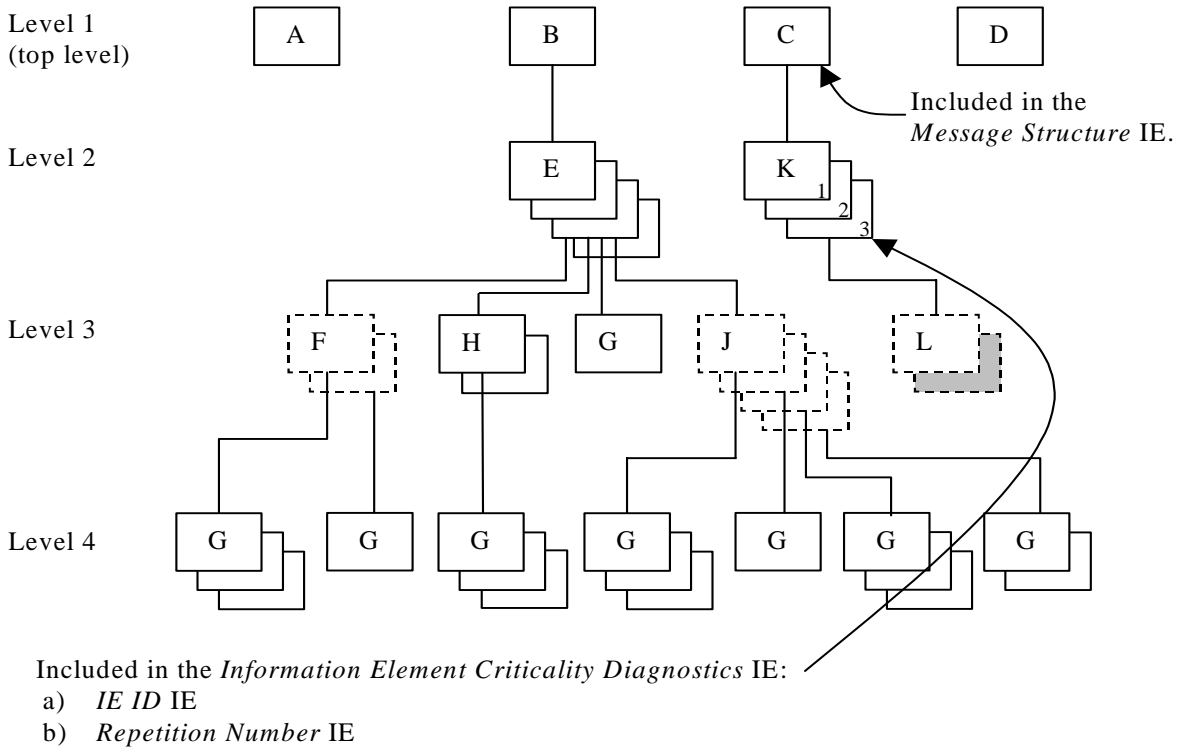 Level 1
(top level)
A
B
C
D
Included in the
Message Structure IE.
Level 2
E
K
1
2
3
Level 3
F
H
G
J
L
Level 4
G
G
G
G
G
G
G
Included in the Information Element Criticality Diagnostics IE:
a) IE ID IE
b) Repetition Number IE